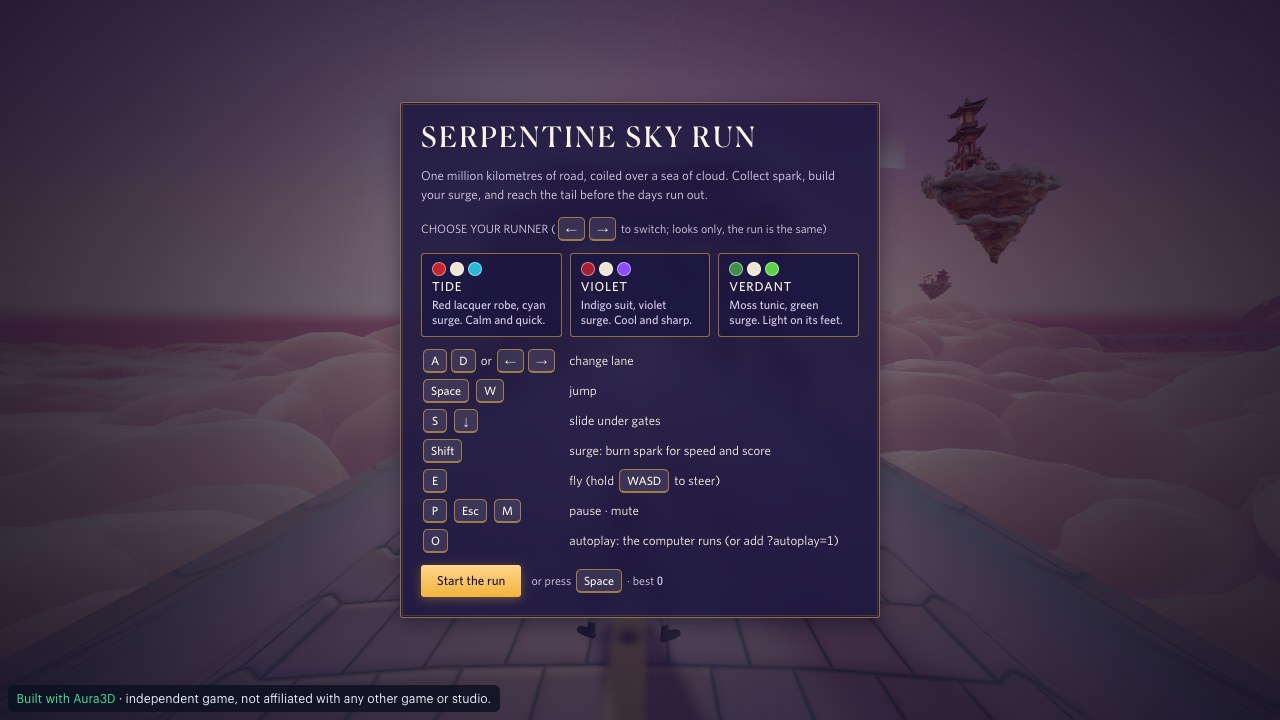 SERPENTINE SKY RUN
One million kilometres of road, coiled over a sea of cloud. Collect spark, build
your surge, and reach the tail before the days run out.
CHOOSE YOUR RUNNER ( ← → to switch; looks only, the run is the same)
TIDE
Red lacquer robe, cyan
surge. Calm and quick.
VIOLET
Indigo suit, violet
surge. Cool and sharp.
VERDANT
Moss tunic, green
surge. Light on its feet.
A D or ← → change lane
Space W jump
S ↓ slide under gates
Shift surge: burn spark for speed and score
E fly (hold WASD to steer)
P Esc M pause · mute
O autoplay: the computer runs (or add ?autoplay=1)
Start the run or press Space · best 0
Built with Aura3D · independent game, not affiliated with any other game or studio.